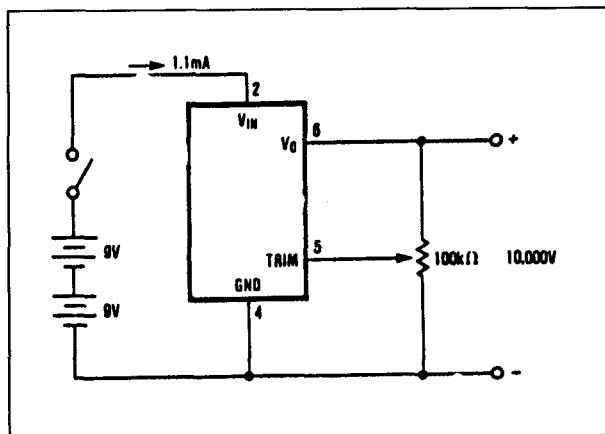 1.1mA
2
VIN
6
VO
5
TRIM
100kΩ
10.000V
GND
4
9V
9V
+
-